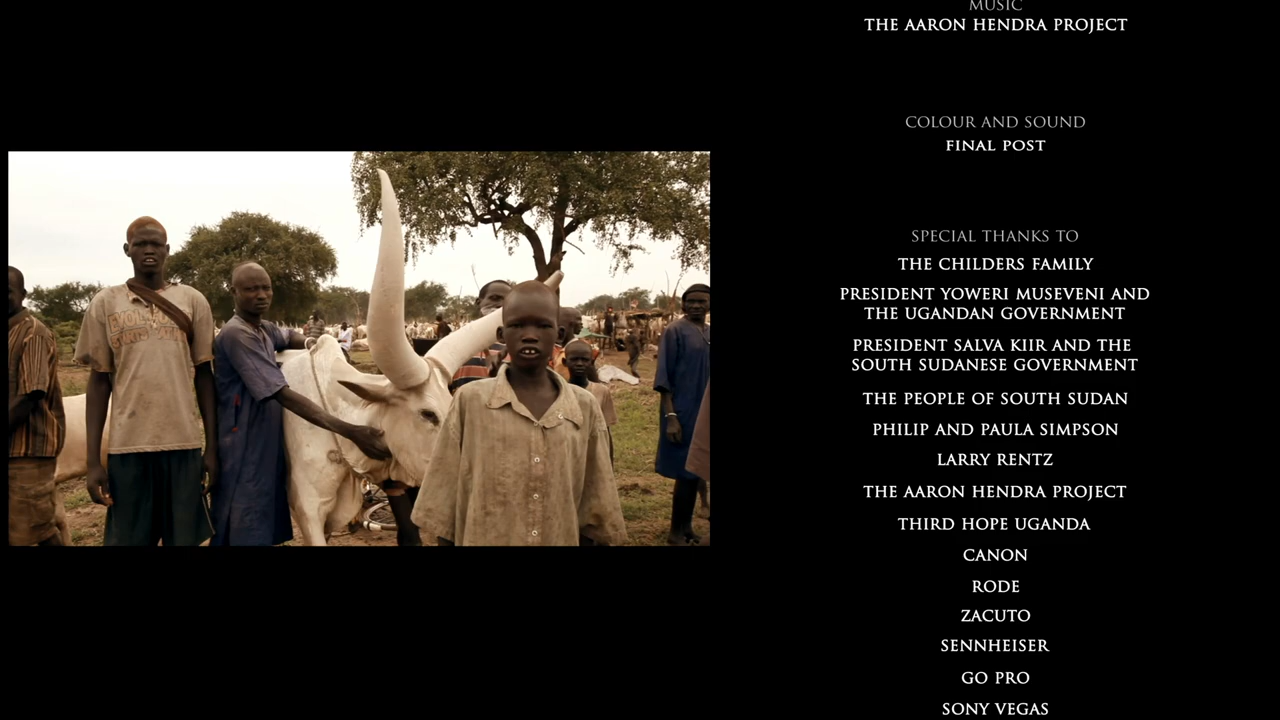 MUSIC
THE AARON HENDRA PROJECT
COLOUR AND SOUND
FINAL POST
SPECIAL THANKS TO
THE CHILDERS FAMILY
PRESIDENT YOWERI MUSEVENI AND
THE UGANDAN GOVERNMENT
PRESIDENT SALVA KIIR AND THE
SOUTH SUDANESE GOVERNMENT
THE PEOPLE OF SOUTH SUDAN
PHILIP AND PAULA SIMPSON
LARRY RENTZ
THE AARON HENDRA PROJECT
THIRD HOPE UGANDA
CANON
RODE
ZACUTO
SENNHEISER
GO PRO
SONY VEGAS